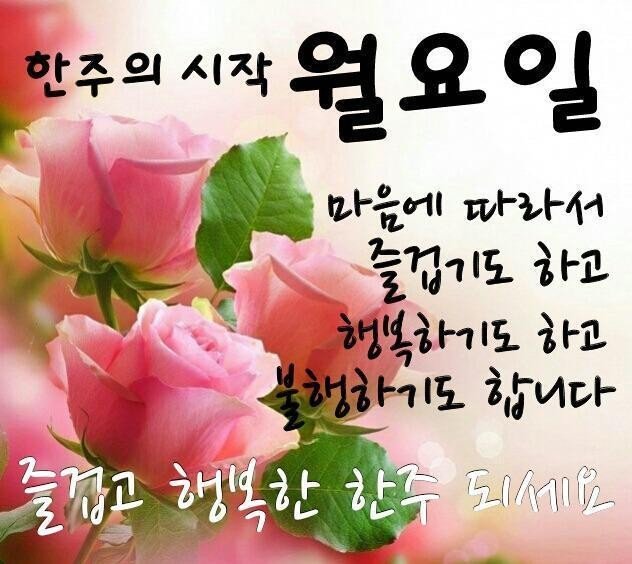 한주의 시작 월요일
마음에 따라서
즐겁기도 하고
행복하기도 하고
불행하기도 합니다
즐겁고 행복한 한주 되세요